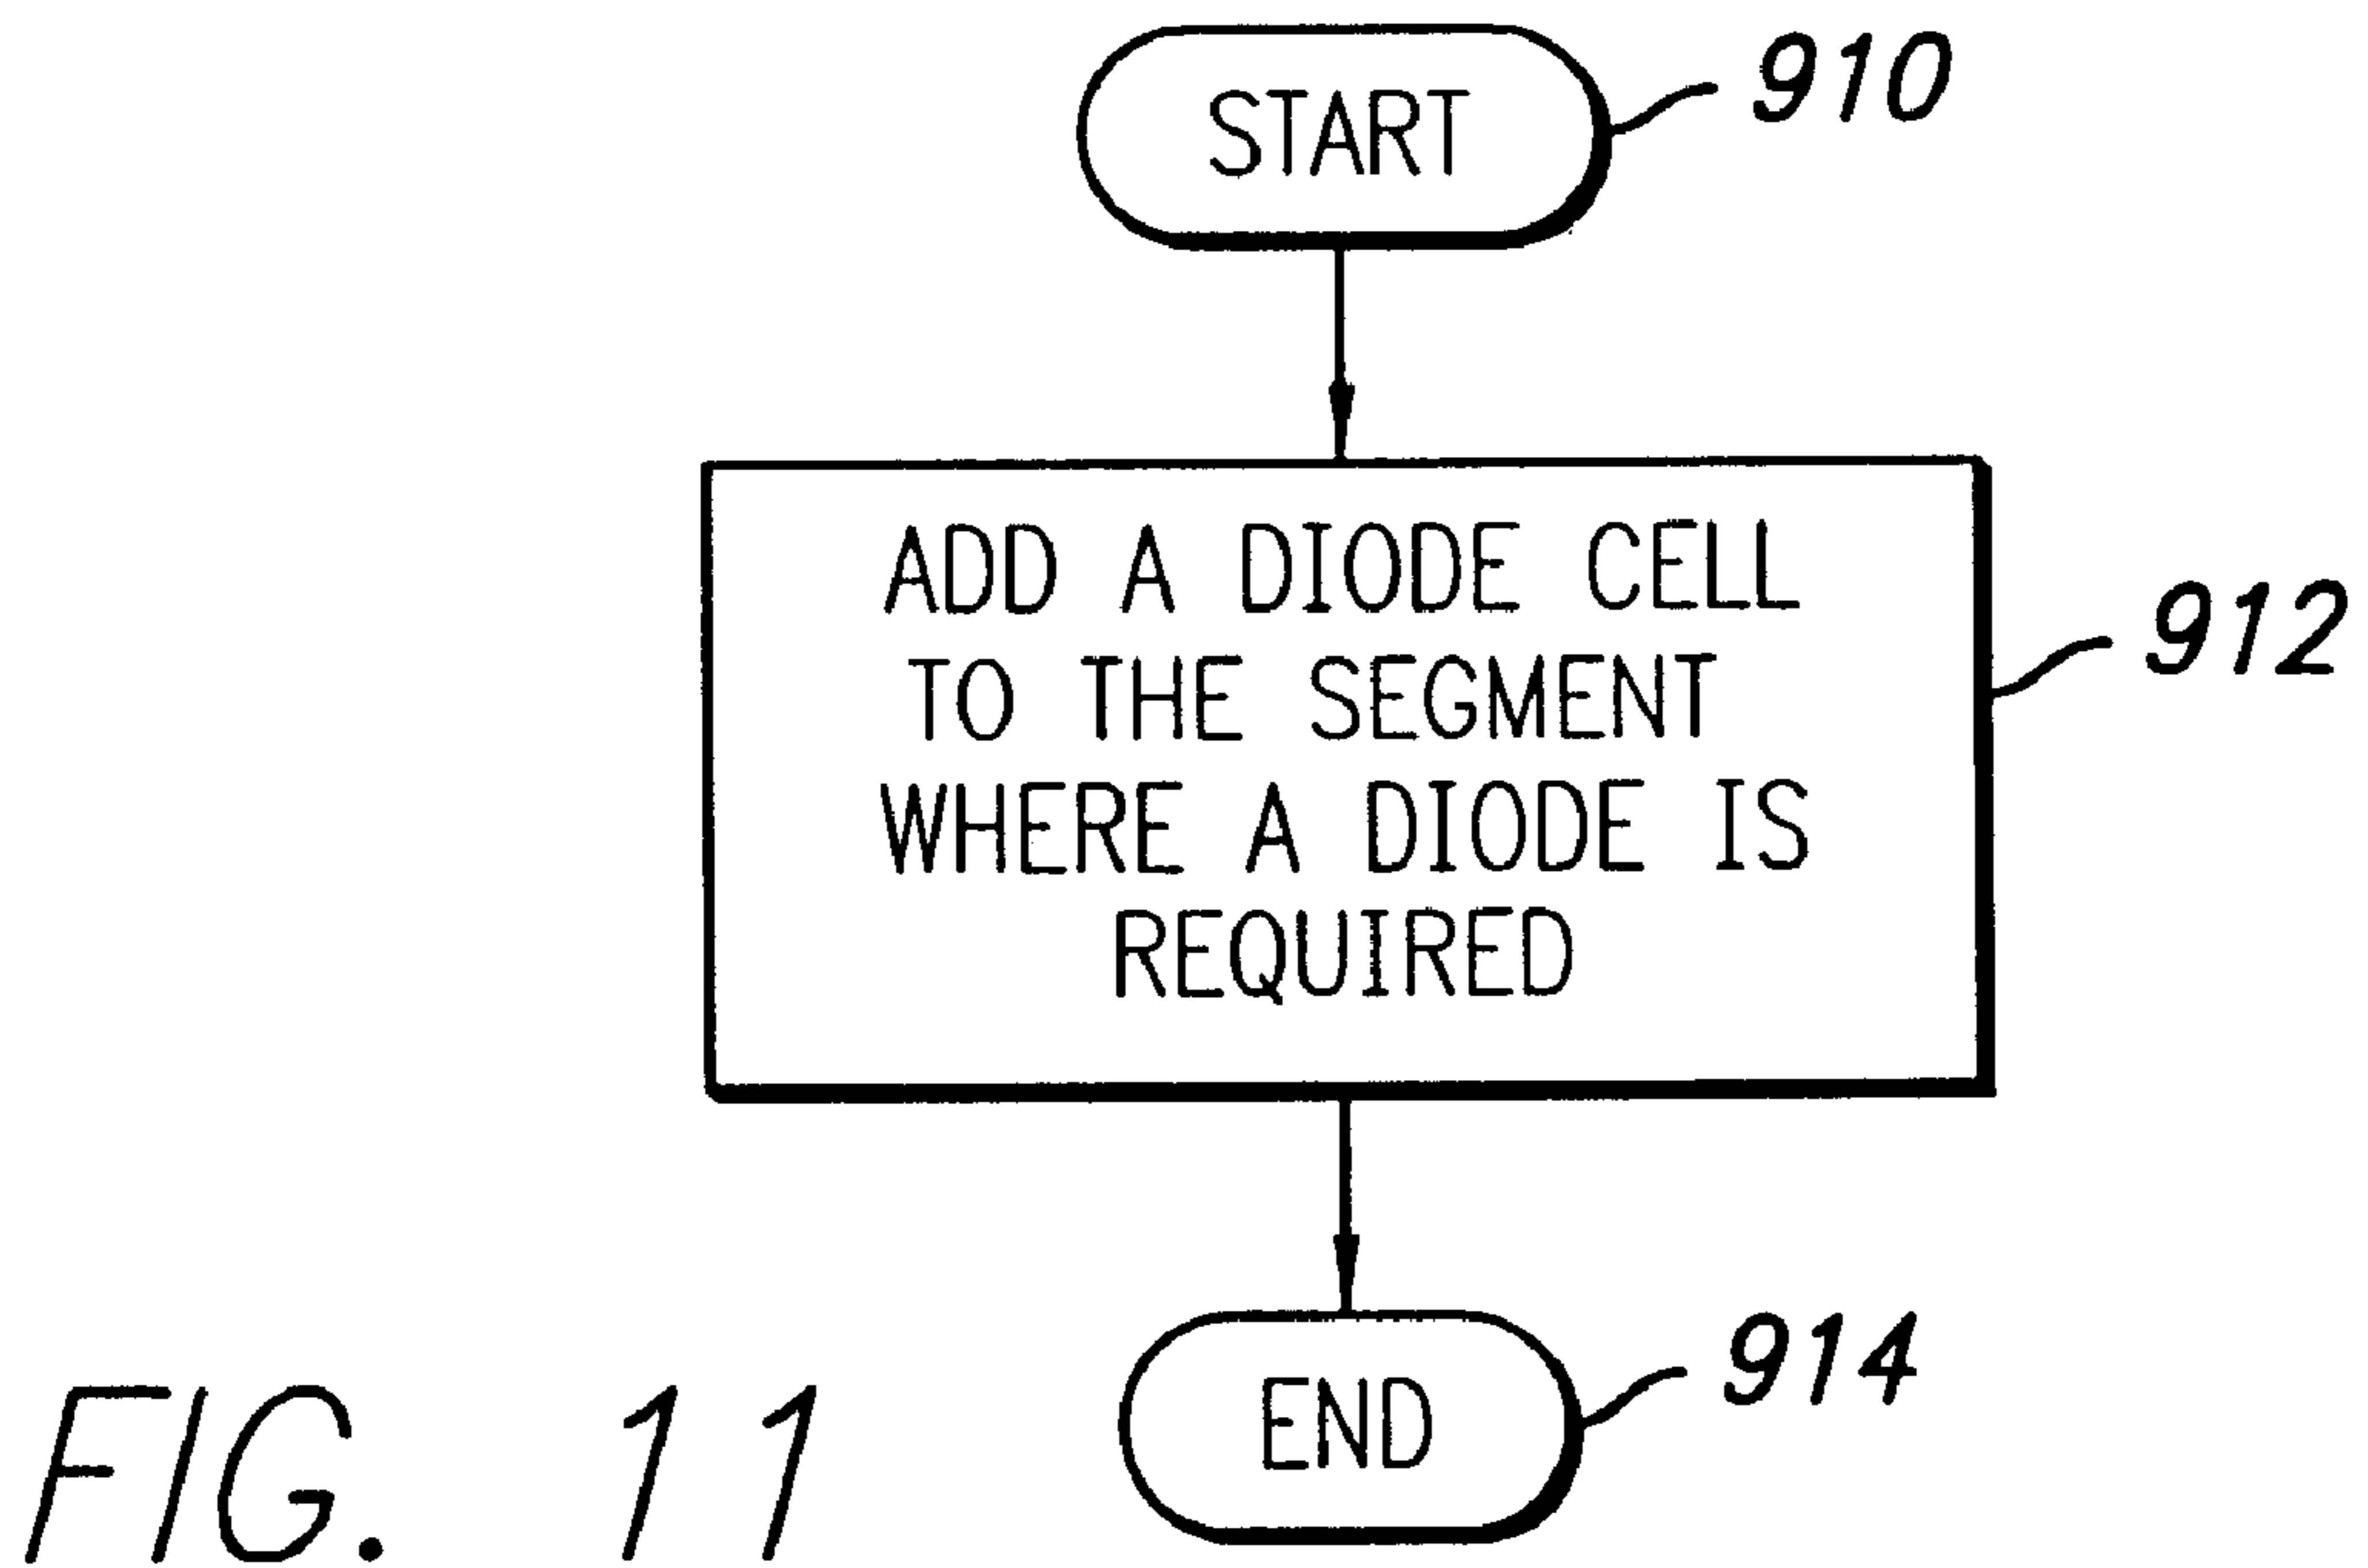 START
910
ADD A DIODE CELL
TO THE SEGMENT
WHERE A DIODE IS
REQUIRED
912
END
914
FIG. 11